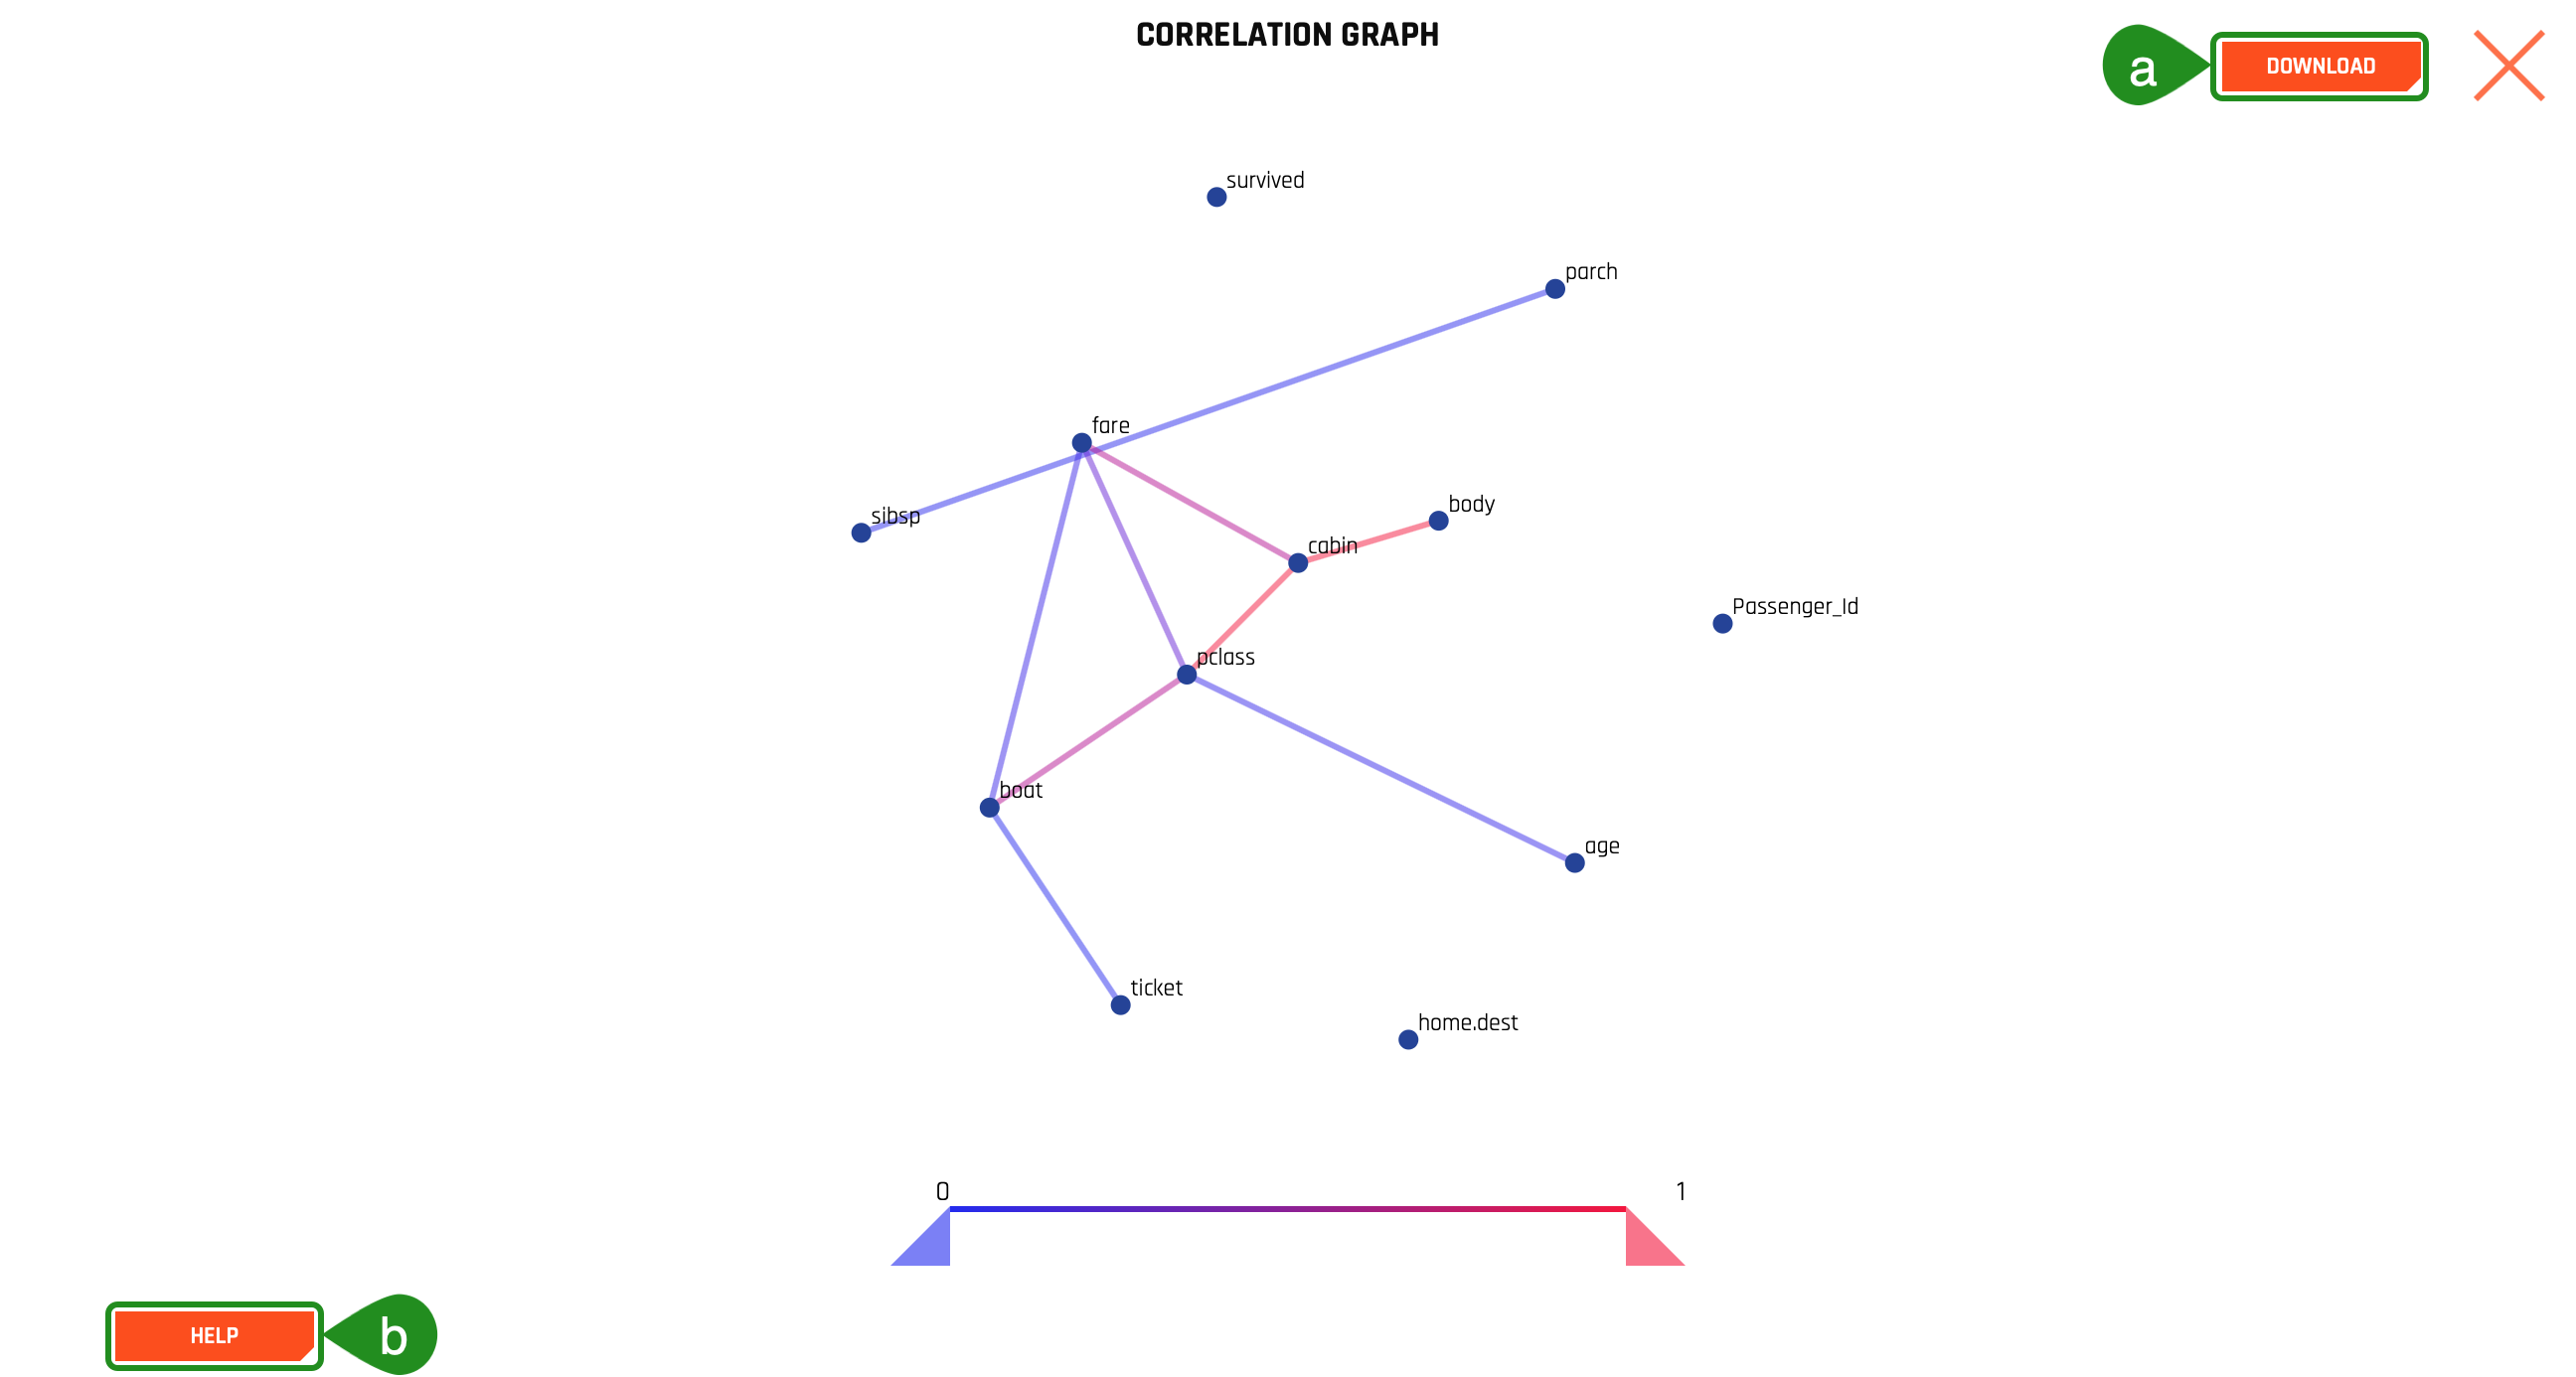 CORRELATION GRAPH
a
DOWNLOAD
survived
parch
fare
sibsp
body
cabin
Passenger_Id
pclass
boat
age
ticket
home.dest
0
1
HELP
b